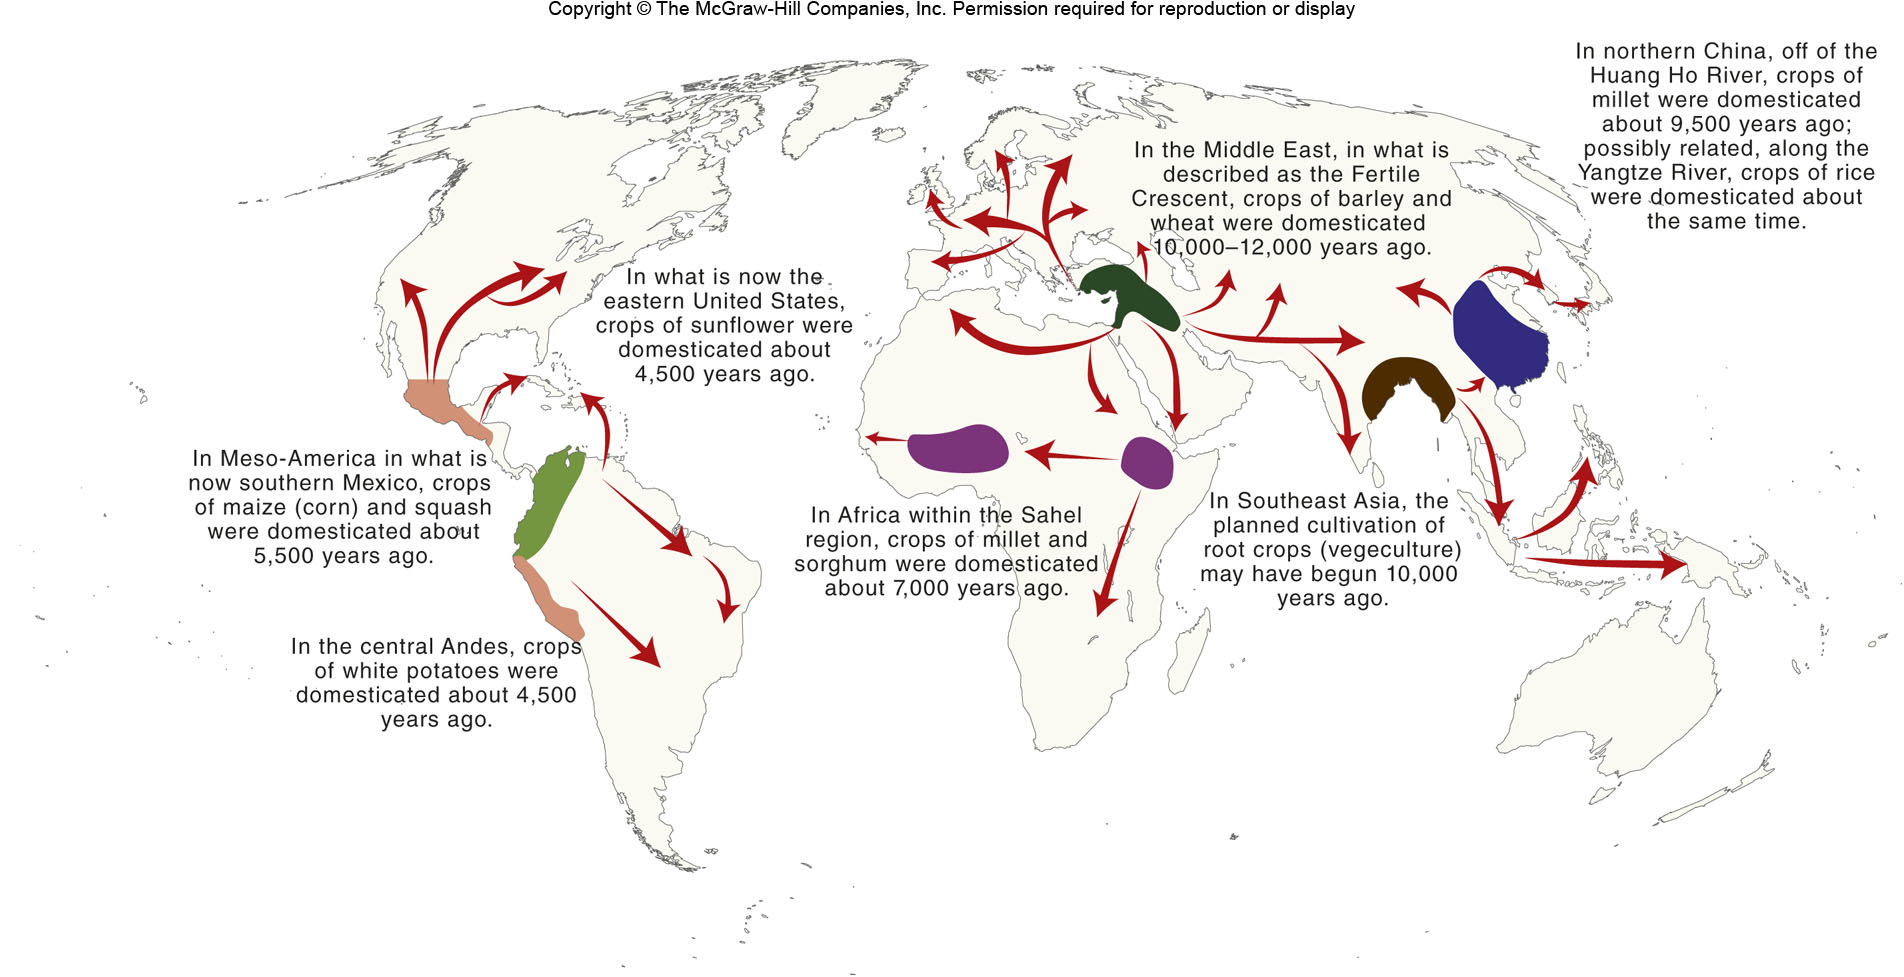 Copyright © The McGraw-Hill Companies, Inc. Permission required for reproduction or display
In northern China, off of the
Huang Ho River, crops of
millet were domesticated
about 9,500 years ago;
possibly related, along the
Yangtze River, crops of rice
were domesticated about
the same time.
In the Middle East, in what is
described as the Fertile
Crescent, crops of barley and
wheat were domesticated
10,000–12,000 years ago.
In what is now the
eastern United States,
crops of sunflower were
domesticated about
4,500 years ago.
In Meso-America in what is
now southern Mexico, crops
of maize (corn) and squash
were domesticated about
5,500 years ago.
In Africa within the Sahel
region, crops of millet and
sorghum were domesticated
about 7,000 years ago.
In Southeast Asia, the
planned cultivation of
root crops (vegeculture)
may have begun 10,000
years ago.
In the central Andes, crops
of white potatoes were
domesticated about 4,500
years ago.